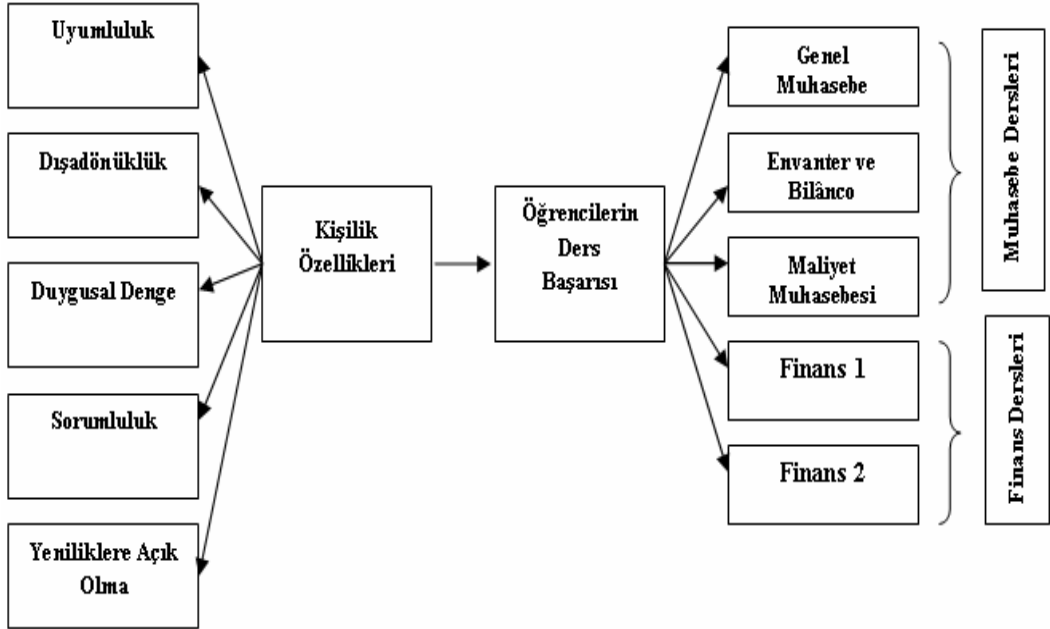 Uyumluluk
Dışadönüklük
Duygusal Denge
Sorumluluk
Yeniliklere Açık
Olma
Kişilik
Özellikleri
Öğrencilerin
Ders
Başarısı
Genel
Muhasebe
Envanter ve
Bilânco
Maliyet
Muhasebesi
Finans 1
Finans 2
Muhasebe Dersleri
Finans Dersleri